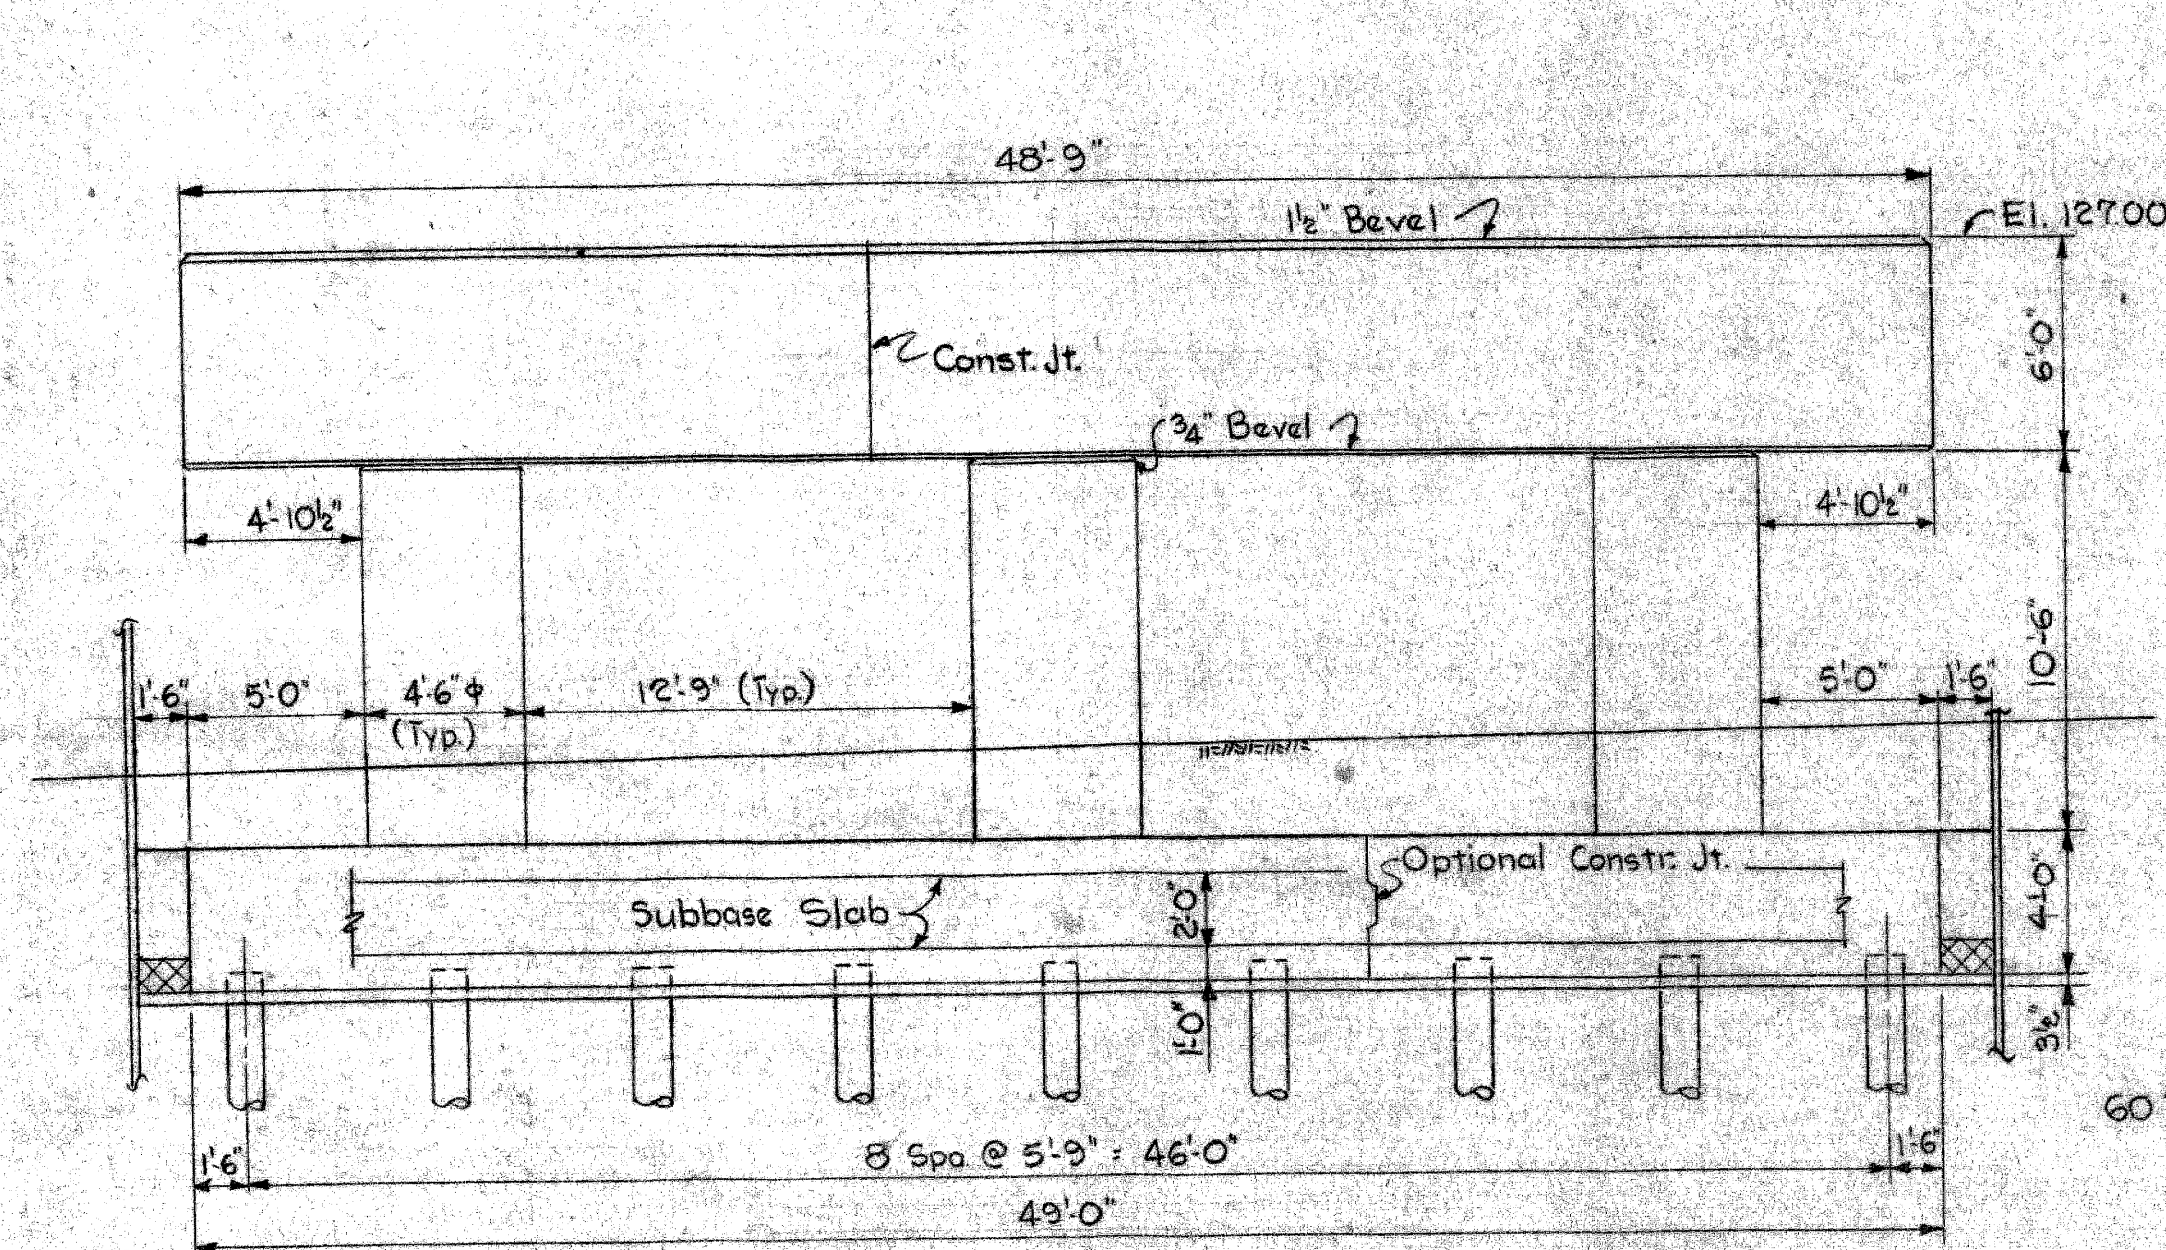 48'-9"
1½" Bevel
El. 127.00
Const. Jt.
6'-0"
¾" Bevel
4'-10½"
4'-10½"
10'-6"
1'-6"
5'-0"
4'-6" ϕ
(Typ.)
12'-9" (Typ.)
5'-0"
1'-6"
Optional Constr. Jt.
Subbase Slab
2'-0"
4'-0"
1'-0"
3½"
60
8 Spa. @ 5'-9" = 46'-0"
1'-6"
1'-6"
49'-0"